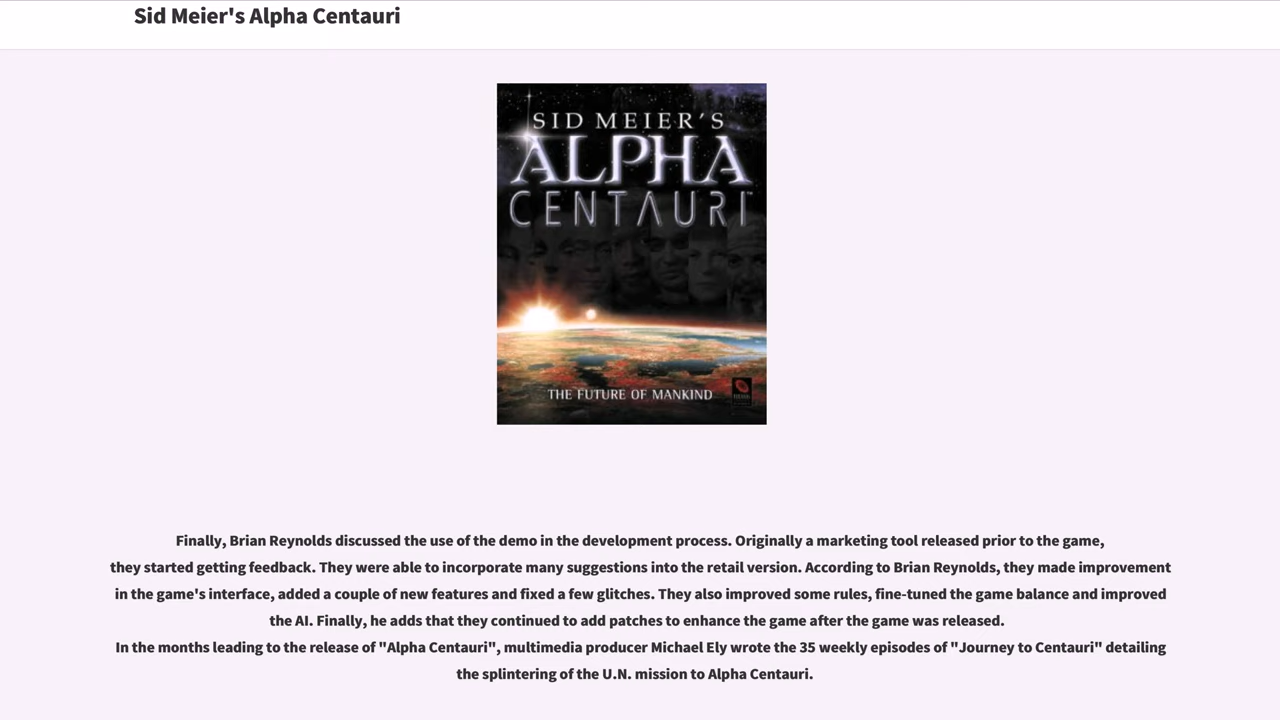 Sid Meier's Alpha Centauri
SID MEIER'S
ALPHA
CENTAURI™
THE FUTURE OF MANKIND
Finally, Brian Reynolds discussed the use of the demo in the development process. Originally a marketing tool released prior to the game,
they started getting feedback. They were able to incorporate many suggestions into the retail version. According to Brian Reynolds, they made improvement
in the game's interface, added a couple of new features and fixed a few glitches. They also improved some rules, fine-tuned the game balance and improved
the AI. Finally, he adds that they continued to add patches to enhance the game after the game was released.
In the months leading to the release of "Alpha Centauri", multimedia producer Michael Ely wrote the 35 weekly episodes of "Journey to Centauri" detailing
the splintering of the U.N. mission to Alpha Centauri.